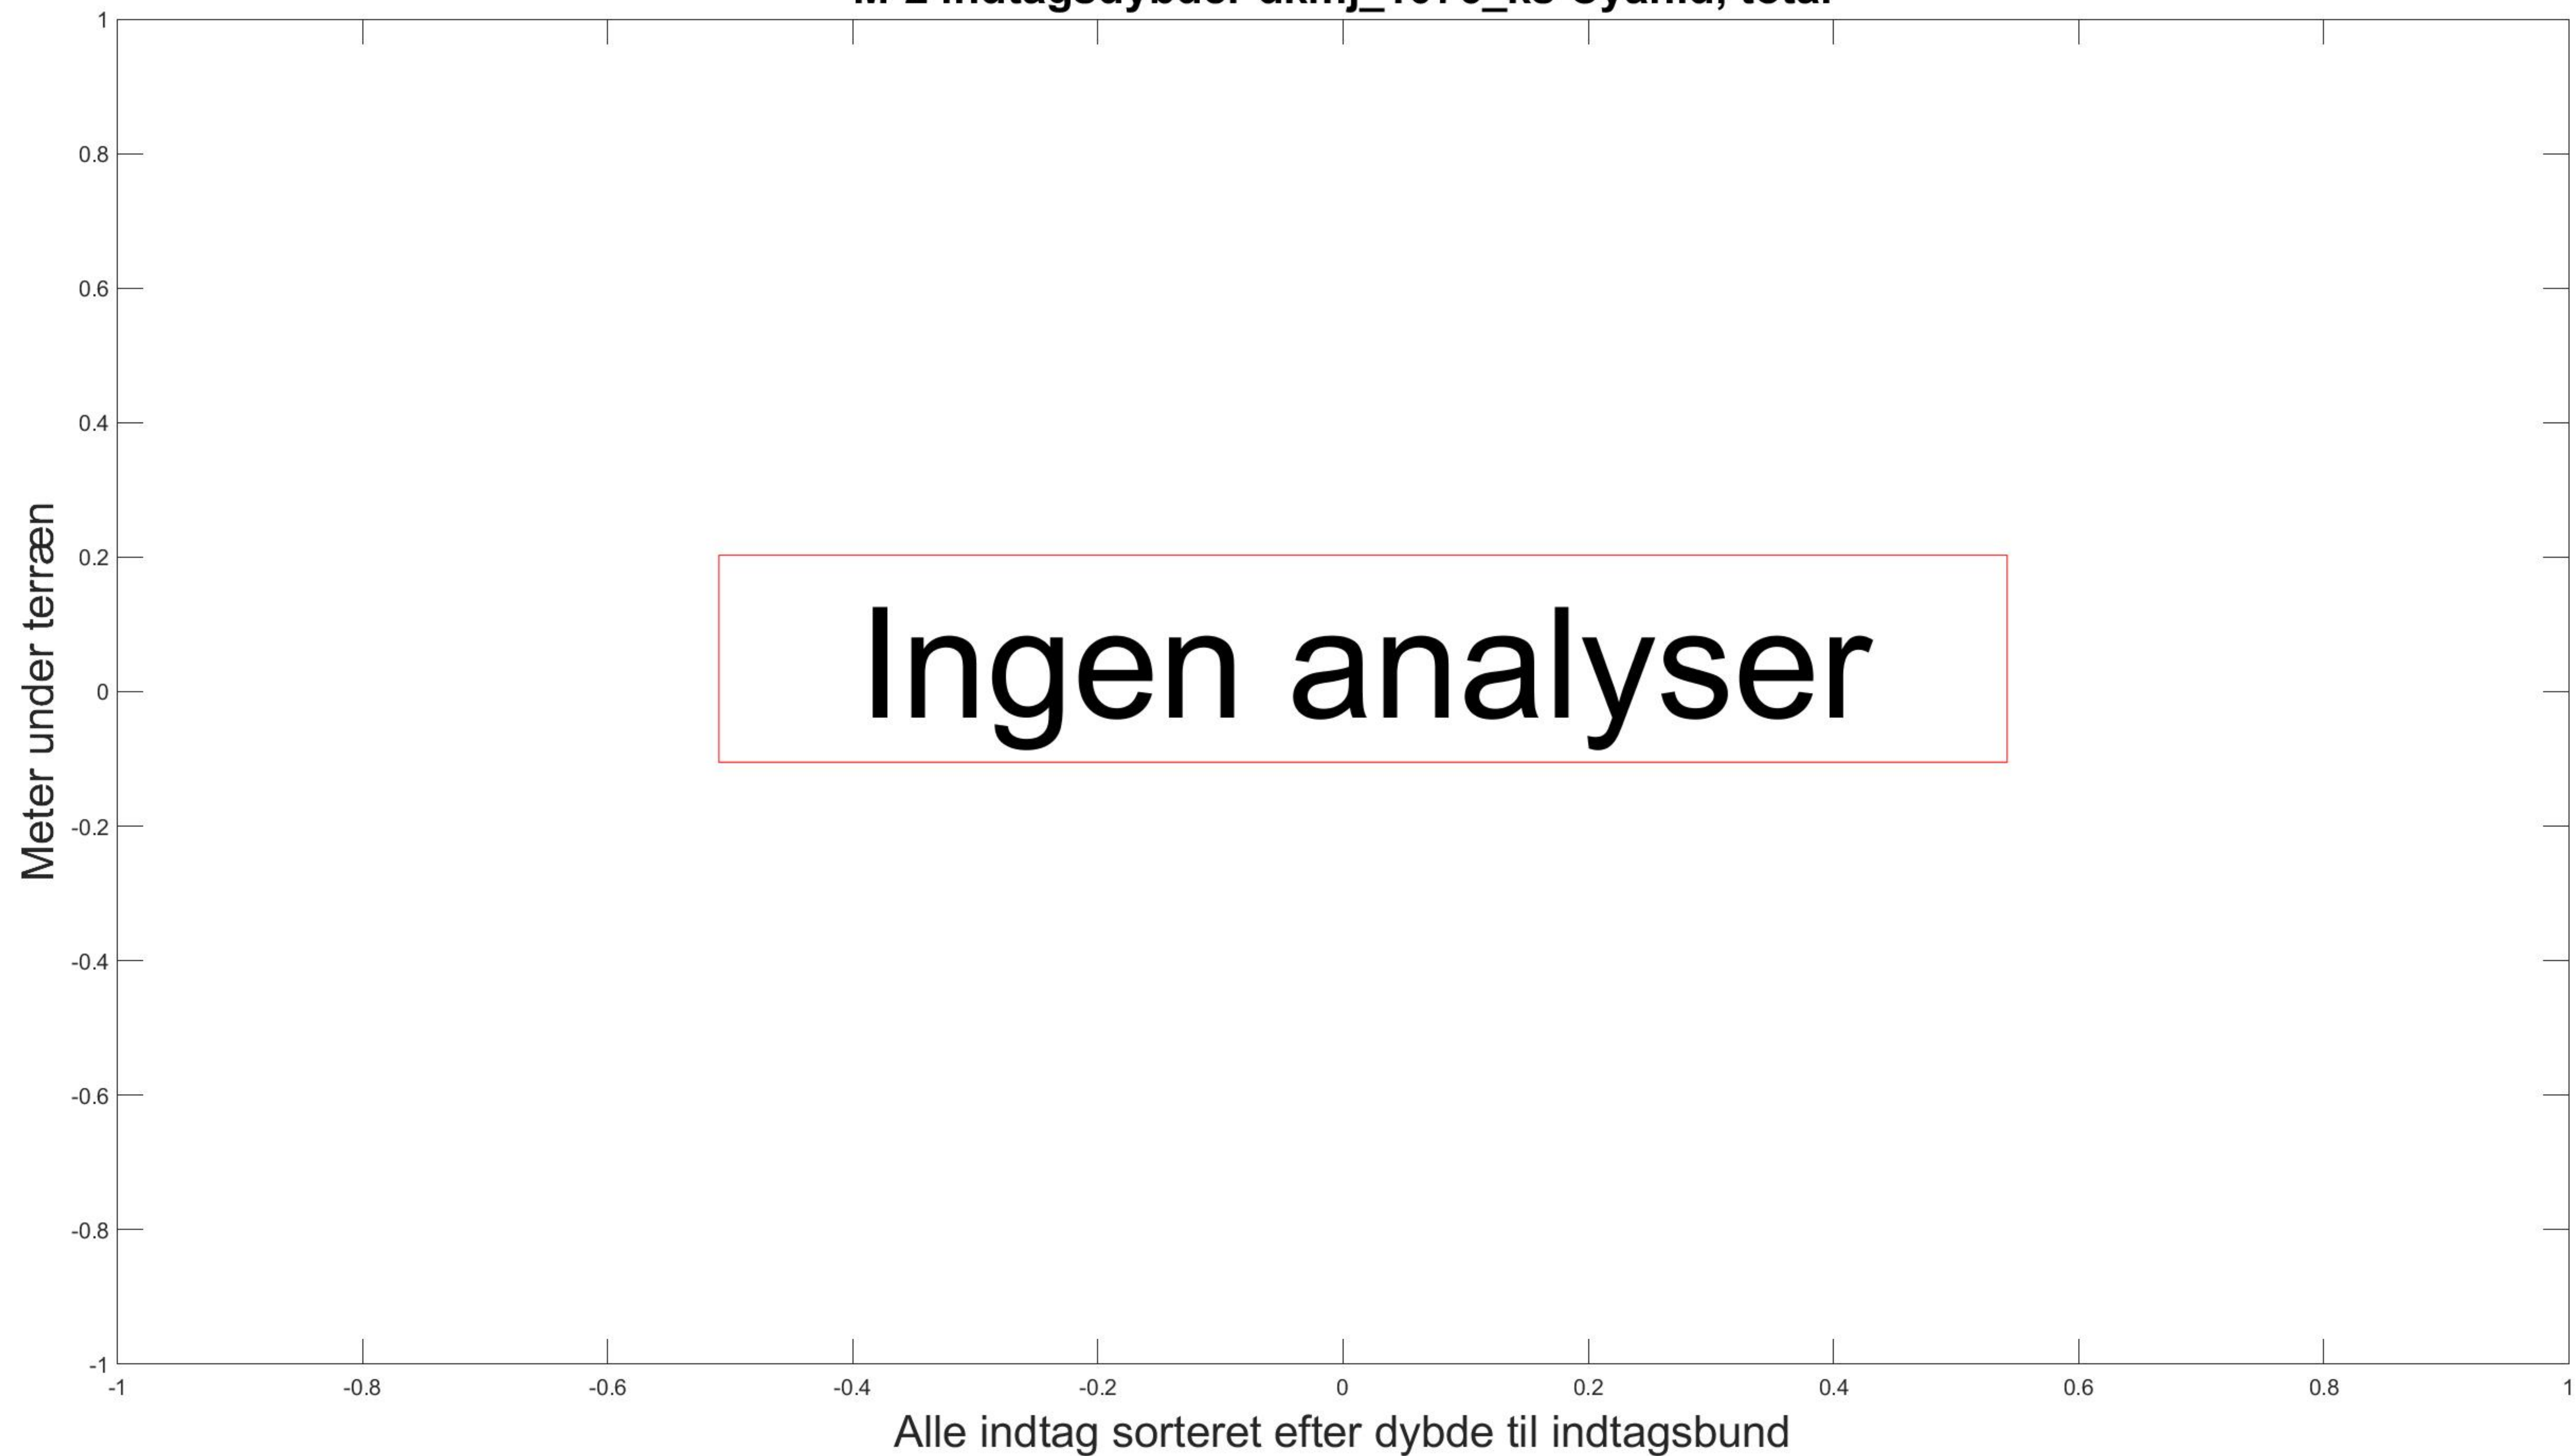 1
0.8
0.6
0.4
0.2
0
-0.2
-0.4
-0.6
-0.8
-1
Meter under terræn
Ingen analyser
-1 -0.8 -0.6 -0.4 -0.2 0 0.2 0.4 0.6 0.8 1
Alle indtag sorteret efter dybde til indtagsbund